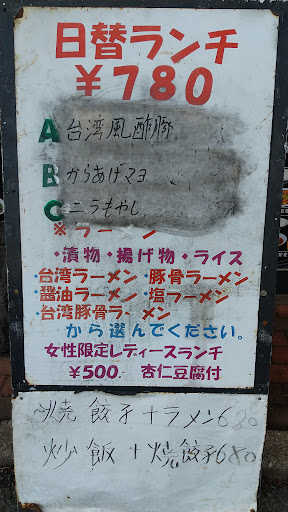 日替ランチ
¥780
A 台湾風酢豚
B からあげマヨ
C ニラもやし
※ラーメン
・漬物・揚げ物・ライス
・台湾ラーメン・豚骨ラーメン
・醤油ラーメン・塩ラーメン
・台湾豚骨ラーメン
から選んでください。
女性限定レディースランチ
¥500 杏仁豆腐付
焼餃子+ラメン680
炒飯+焼餃子680